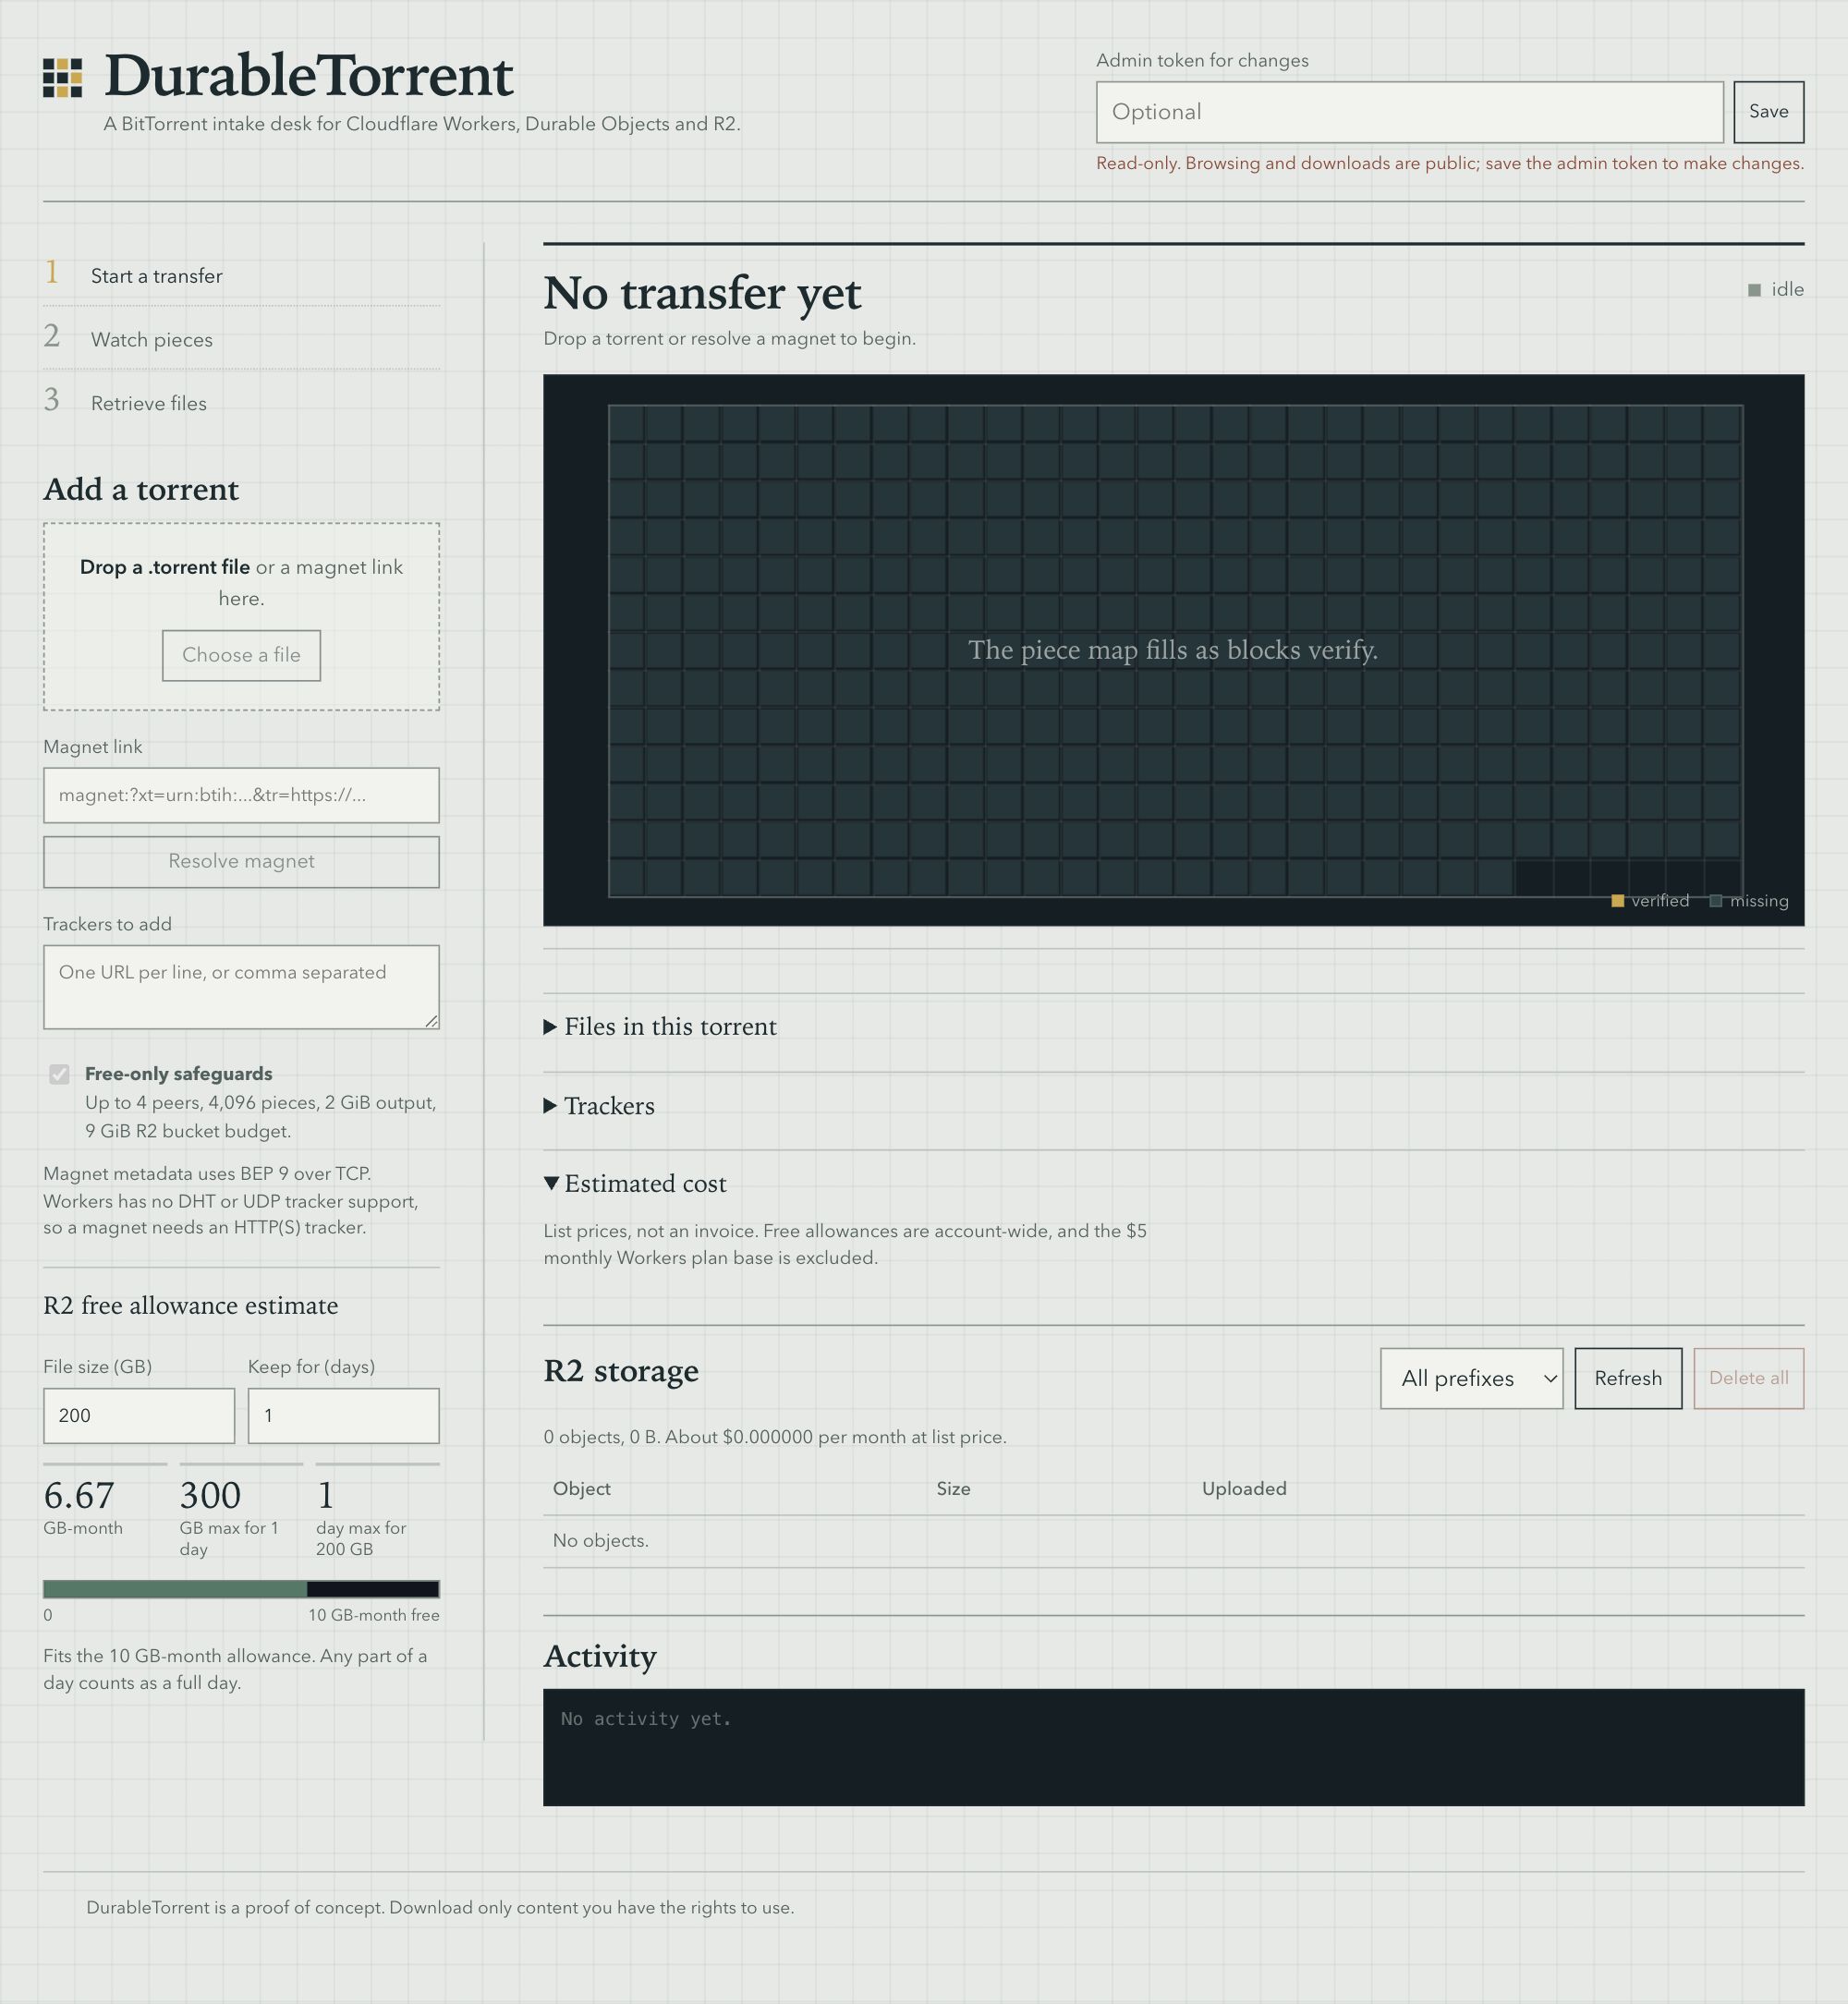 DurableTorrent
A BitTorrent intake desk for Cloudflare Workers, Durable Objects and R2.
Admin token for changes
Optional
Save
Read-only. Browsing and downloads are public; save the admin token to make changes.
1 Start a transfer
2 Watch pieces
3 Retrieve files
Add a torrent
Drop a .torrent file or a magnet link
here.
Choose a file
Magnet link
magnet:?xt=urn:btih:...&tr=https://...
Resolve magnet
Trackers to add
One URL per line, or comma separated
Free-only safeguards
Up to 4 peers, 4,096 pieces, 2 GiB output,
9 GiB R2 bucket budget.
Magnet metadata uses BEP 9 over TCP.
Workers has no DHT or UDP tracker support,
so a magnet needs an HTTP(S) tracker.
R2 free allowance estimate
File size (GB) Keep for (days)
200 1
6.67 300 1
GB-month GB max for 1 day max for
day 200 GB
0 10 GB-month free
Fits the 10 GB-month allowance. Any part of a
day counts as a full day.
No transfer yet
idle
Drop a torrent or resolve a magnet to begin.
The piece map fills as blocks verify.
verified missing
Files in this torrent
Trackers
Estimated cost
List prices, not an invoice. Free allowances are account-wide, and the $5
monthly Workers plan base is excluded.
R2 storage
All prefixes Refresh Delete all
0 objects, 0 B. About $0.000000 per month at list price.
Object Size Uploaded
No objects.
Activity
No activity yet.
DurableTorrent is a proof of concept. Download only content you have the rights to use.